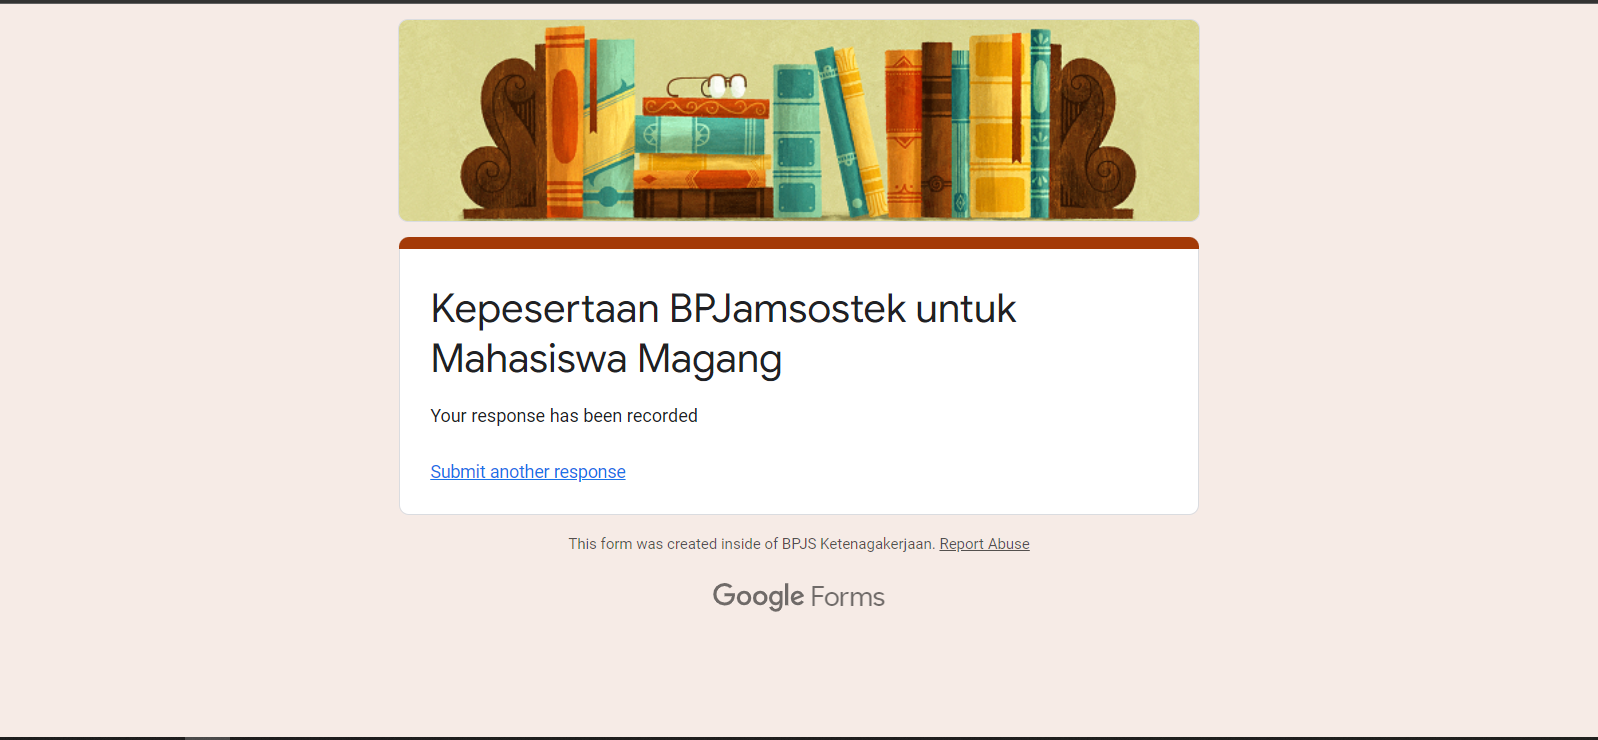 Kepesertaan BPJamsostek untuk
Mahasiswa Magang
Your response has been recorded
Submit another response
This form was created inside of BPJS Ketenagakerjaan. Report Abuse
Google Forms